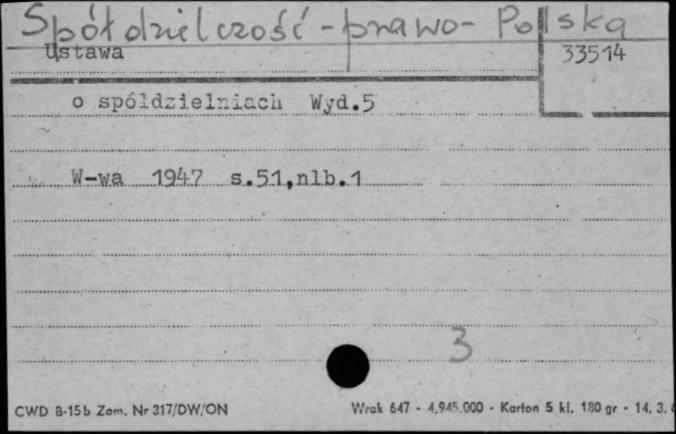 Spółdzielczość - prawo - Polska
Ustawa
33514
o spółdzielniach Wyd.5
W-wa 1947 s.51,nlb.1
3
CWD B-15b Zam. Nr 317/DW/ON
Wrak 647 - 4.945.000 - Karton 5 kl. 180 gr - 14. 3.